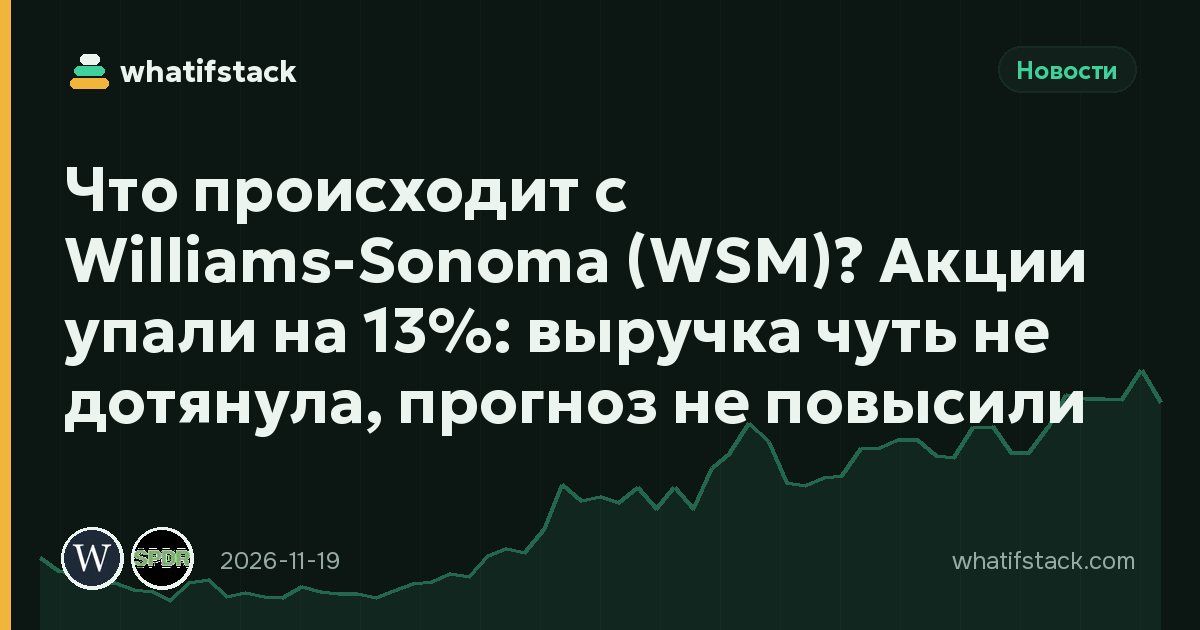 whatifstack
Новости
Что происходит с
Williams-Sonoma (WSM)? Акции
упали на 13%: выручка чуть не
дотянула, прогноз не повысили
W
SPDR
2026-11-19
whatifstack.com